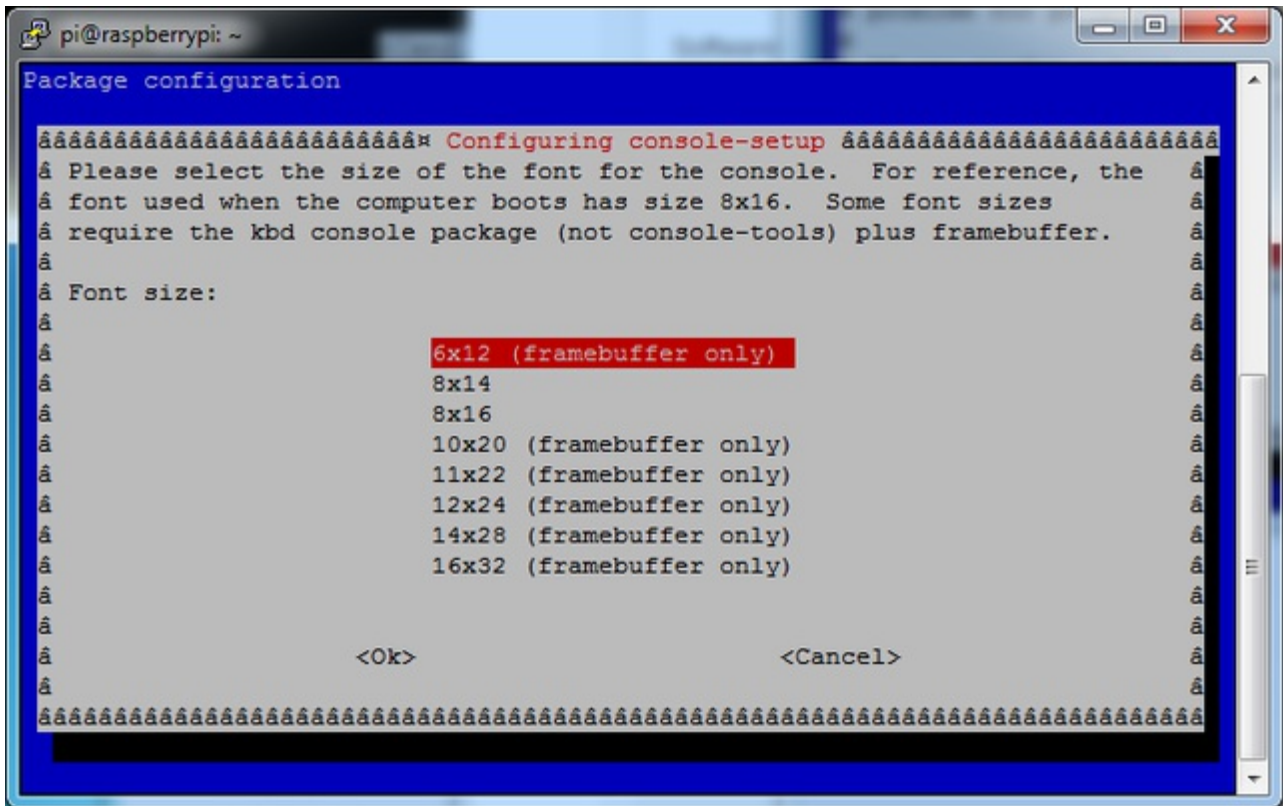 pi@raspberrypi: ~
Package configuration
âââââââââââââââââââââââââ¤ Configuring console-setup âââââââââââââââââââââââââ
â Please select the size of the font for the console.  For reference, the   â
â font used when the computer boots has size 8x16.  Some font sizes         â
â require the kbd console package (not console-tools) plus framebuffer.     â
â                                                                           â
â Font size:                                                                â
â                                                                           â
â                         6x12 (framebuffer only)                           â
â                         8x14                                              â
â                         8x16                                              â
â                         10x20 (framebuffer only)                          â
â                         11x22 (framebuffer only)                          â
â                         12x24 (framebuffer only)                          â
â                         14x28 (framebuffer only)                          â
â                         16x32 (framebuffer only)                          â
â                                                                           â
â                                                                           â
â                    <Ok>                        <Cancel>                   â
â                                                                           â
âââââââââââââââââââââââââââââââââââââââââââââââââââââââââââââââââââââââââââââ